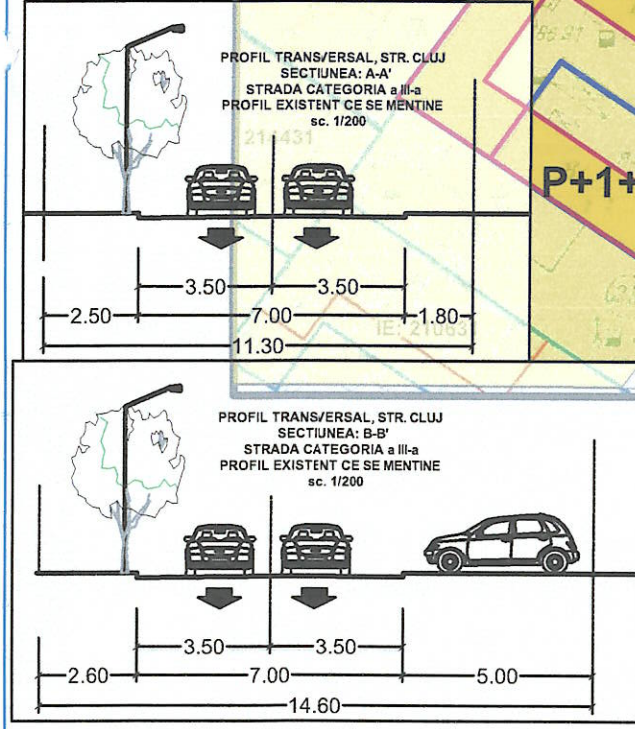 PROFIL TRANSVERSAL, STR. CLUJ
SECTIUNEA: A-A'
STRADA CATEGORIA a III-a
PROFIL EXISTENT CE SE MENTINE
sc. 1/200
214431
P+1+
3.50 3.50
2.50 7.00 1.80
IE: 21063
11.30
PROFIL TRANSVERSAL, STR. CLUJ
SECTIUNEA: B-B'
STRADA CATEGORIA a III-a
PROFIL EXISTENT CE SE MENTINE
sc. 1/200
3.50 3.50
2.60 7.00 5.00
14.60